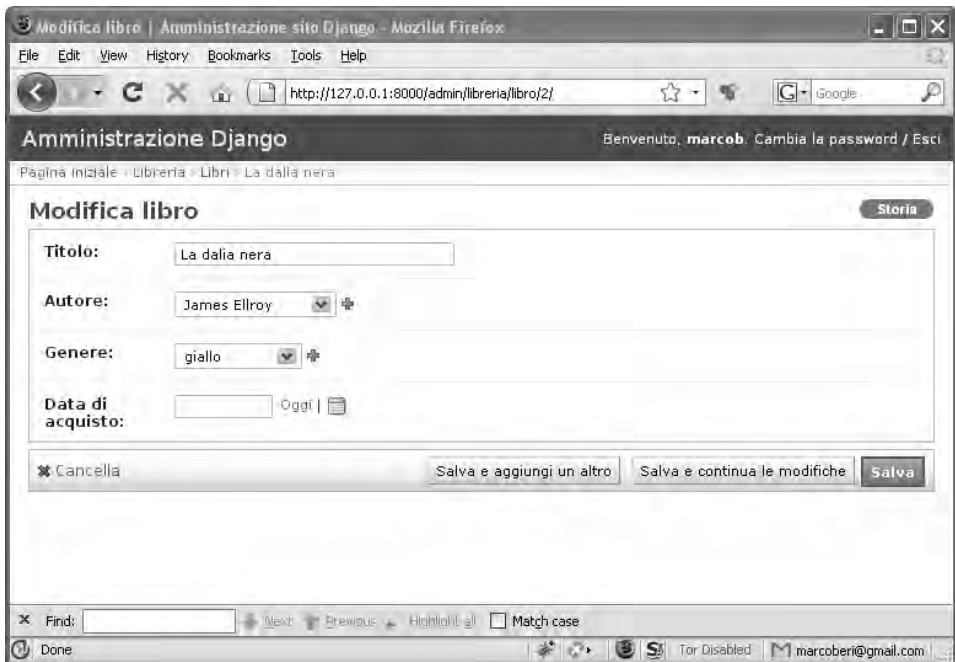 Modifica libro | Amministrazione sito Django - Mozilla Firefox
File Edit View History Bookmarks Tools Help
http://127.0.0.1:8000/admin/libreria/libro/2/ G Google
Amministrazione Django Benvenuto, marcob. Cambia la password / Esci
Pagina iniziale › Libreria › Libri › La dalia nera
Modifica libro Storia
Titolo: La dalia nera
Autore: James Ellroy
Genere: giallo
Data di acquisto: Oggi |
Cancella Salva e aggiungi un altro Salva e continua le modifiche Salva
Find: Next Previous Highlight all Match case
Done Tor Disabled marcoberi@gmail.com